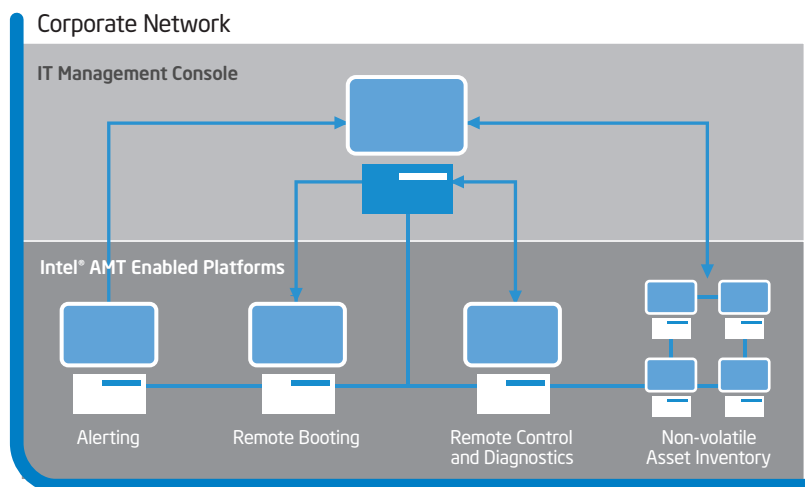 Corporate Network
IT Management Console
Intel® AMT Enabled Platforms
Alerting
Remote Booting
Remote Control
and Diagnostics
Non-volatile
Asset Inventory